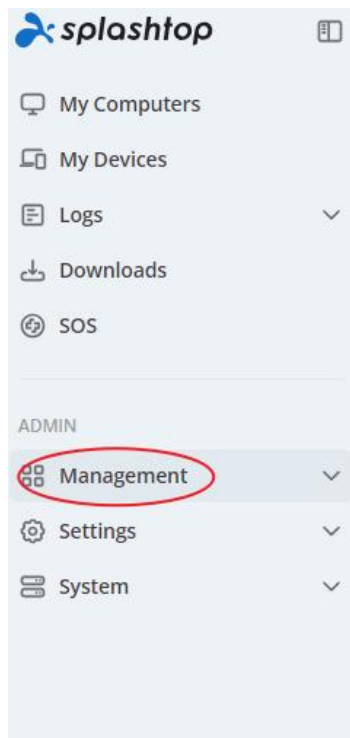 splashtop
My Computers
My Devices
Logs
Downloads
SOS
ADMIN
Management
Settings
System